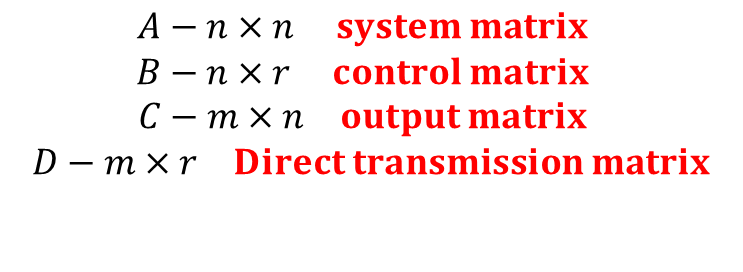 A − n × n system matrix
B − n × r control matrix
C − m × n output matrix
D − m × r Direct transmission matrix